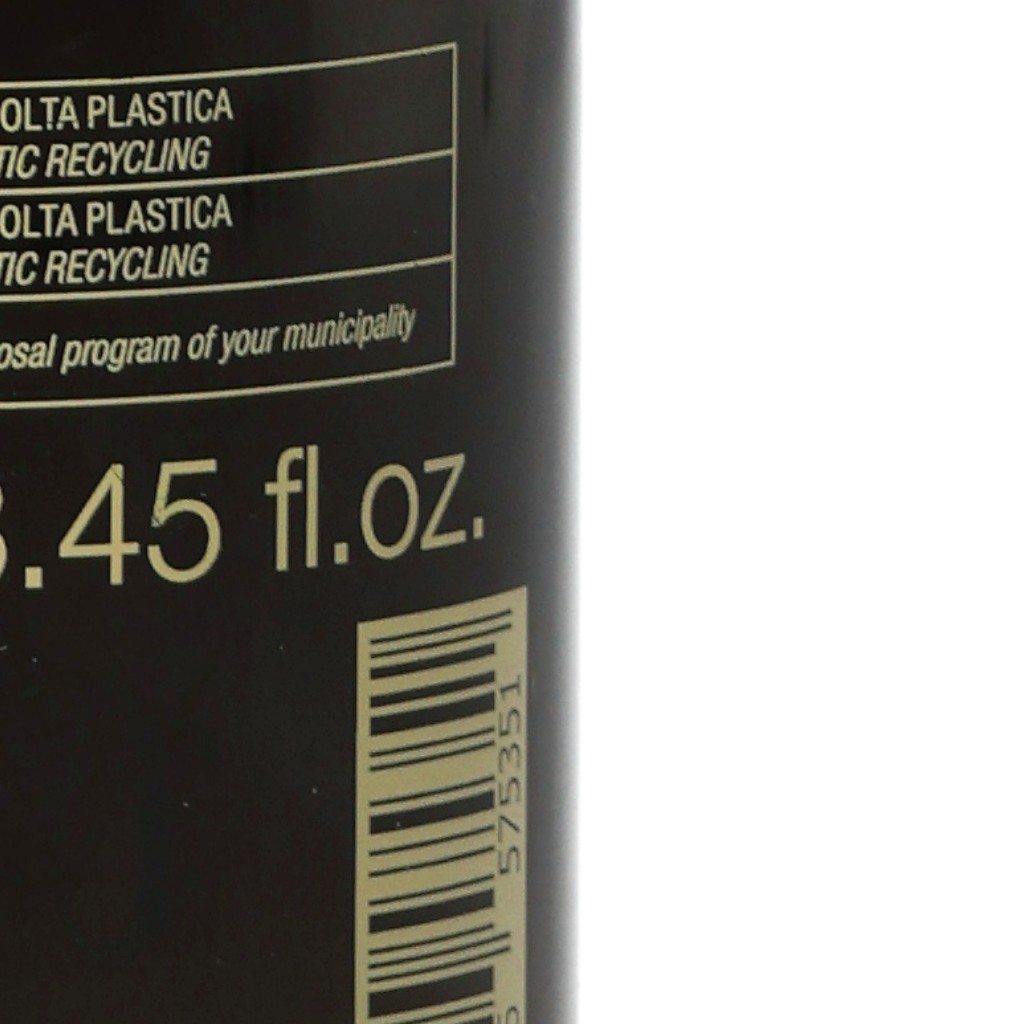 OLTA PLASTICA
TIC RECYCLING
OLTA PLASTICA
TIC RECYCLING
osal program of your municipality
.45 fl.oz.
575351